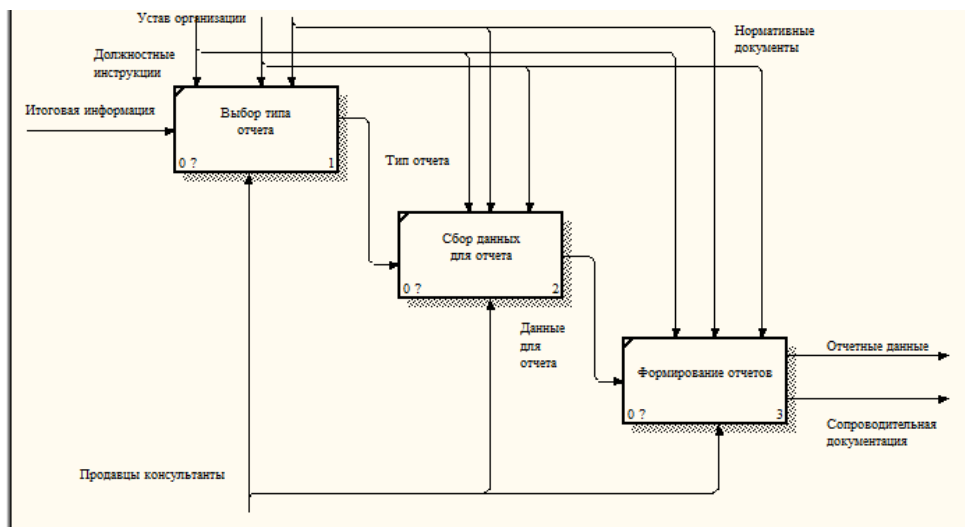 Устав организации
Нормативные
документы
Должностные
инструкции
Итоговая информация
Выбор типа
отчета
0 ?
1
Тип отчета
Сбор данных
для отчета
0 ?
2
Данные
для
отчета
Отчетные данные
Формирование отчетов
0 ?
3
Сопроводительная
документация
Продавцы консультанты